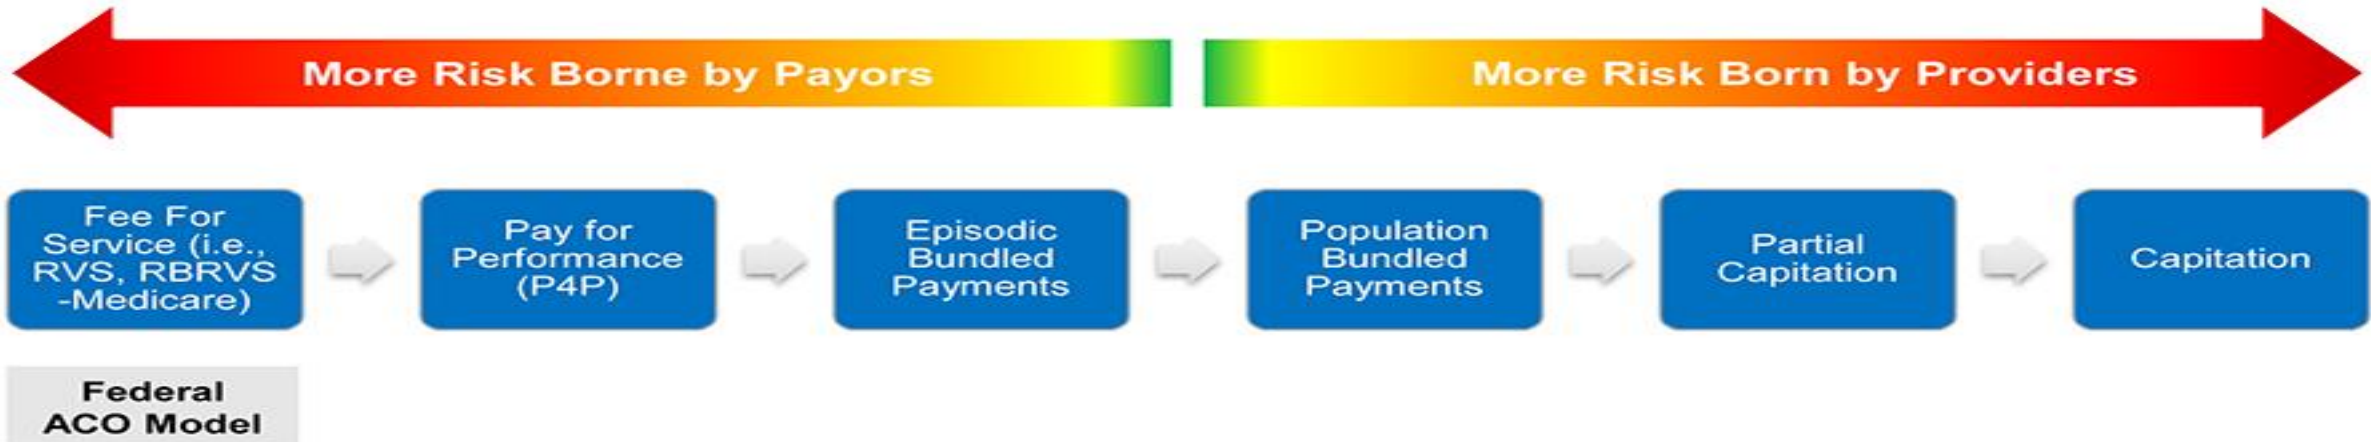 More Risk Borne by Payors
More Risk Born by Providers
Fee For
Service (i.e.,
RVS, RBRVS
-Medicare)
Pay for
Performance
(P4P)
Episodic
Bundled
Payments
Population
Bundled
Payments
Partial
Capitation
Capitation
Federal
ACO Model